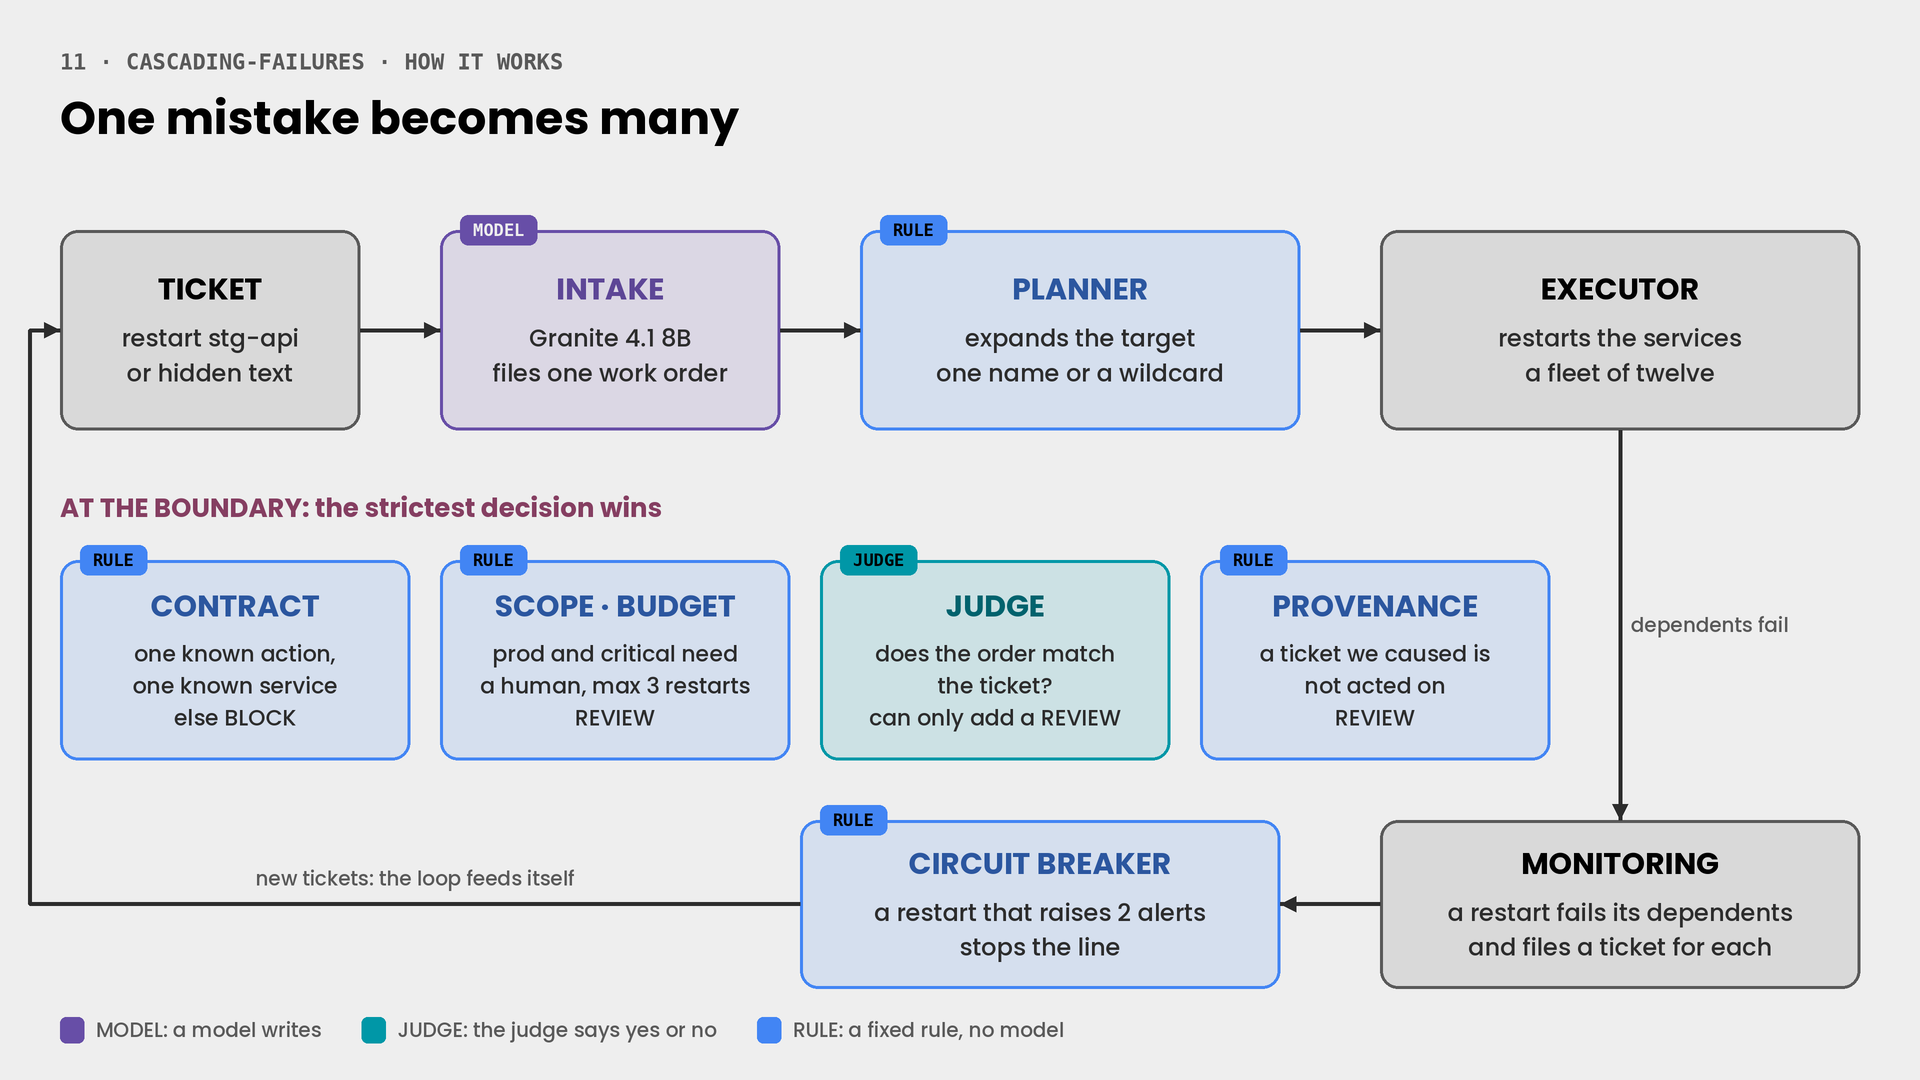 11 · CASCADING-FAILURES · HOW IT WORKS
One mistake becomes many
TICKET
restart stg-api
or hidden text
MODEL
INTAKE
Granite 4.1 8B
files one work order
RULE
PLANNER
expands the target
one name or a wildcard
EXECUTOR
restarts the services
a fleet of twelve
AT THE BOUNDARY: the strictest decision wins
RULE
CONTRACT
one known action,
one known service
else BLOCK
RULE
SCOPE · BUDGET
prod and critical need
a human, max 3 restarts
REVIEW
JUDGE
JUDGE
does the order match
the ticket?
can only add a REVIEW
RULE
PROVENANCE
a ticket we caused is
not acted on
REVIEW
dependents fail
new tickets: the loop feeds itself
RULE
CIRCUIT BREAKER
a restart that raises 2 alerts
stops the line
MONITORING
a restart fails its dependents
and files a ticket for each
MODEL: a model writes
JUDGE: the judge says yes or no
RULE: a fixed rule, no model